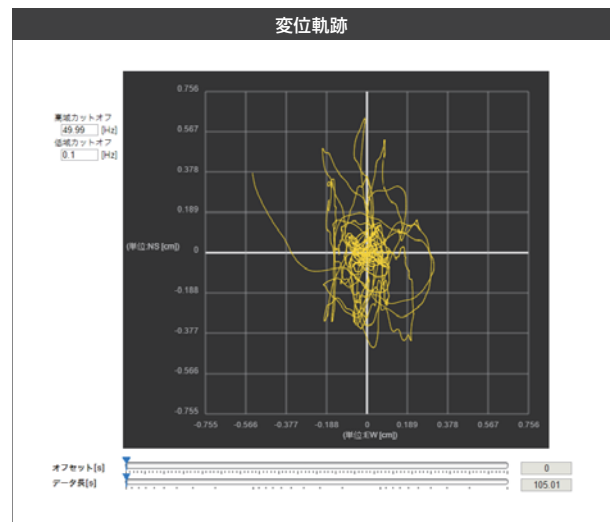 変位軌跡
高域カットオフ
49.99 [Hz]
低域カットオフ
0.1 [Hz]
0.756
0.567
0.378
0.189
(単位:NS [cm])
0
-0.188
-0.377
-0.566
-0.755
-0.755 -0.566 -0.377 -0.188 0 0.189 0.378 0.567 0.756
(単位:EW [cm])
オフセット[s] 0
データ長[s] 105.01